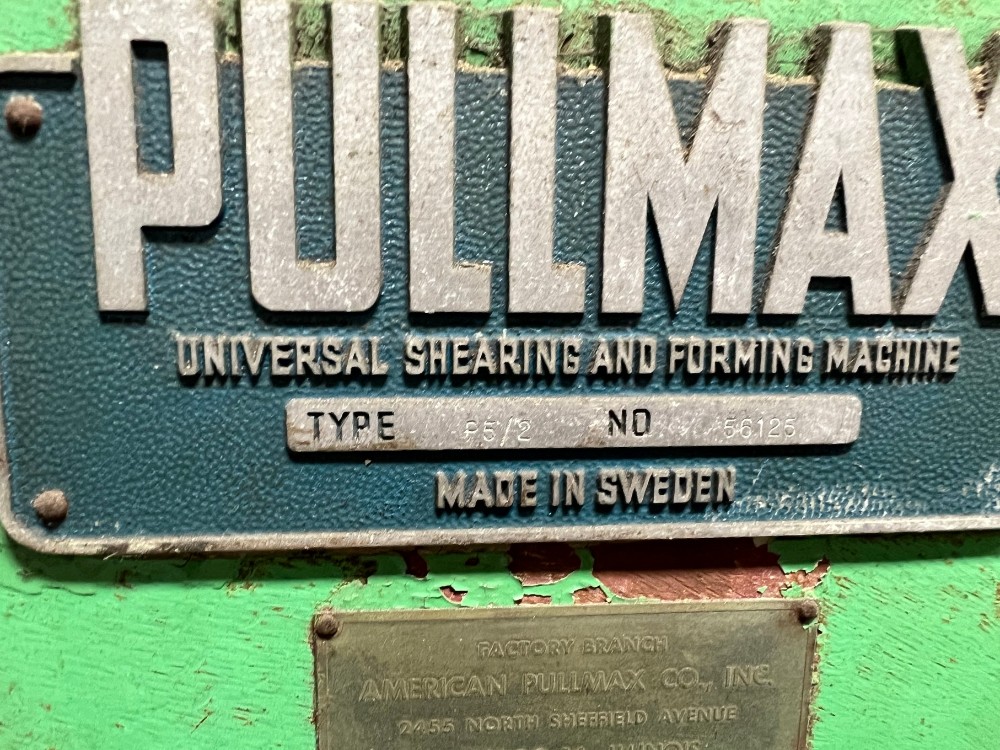 PULLMAX
UNIVERSAL SHEARING AND FORMING MACHINE
TYPE P5/2 NO 56125
MADE IN SWEDEN
FACTORY BRANCH
AMERICAN PULLMAX CO., INC.
2455 NORTH SHEFFIELD AVENUE
ILLINOIS